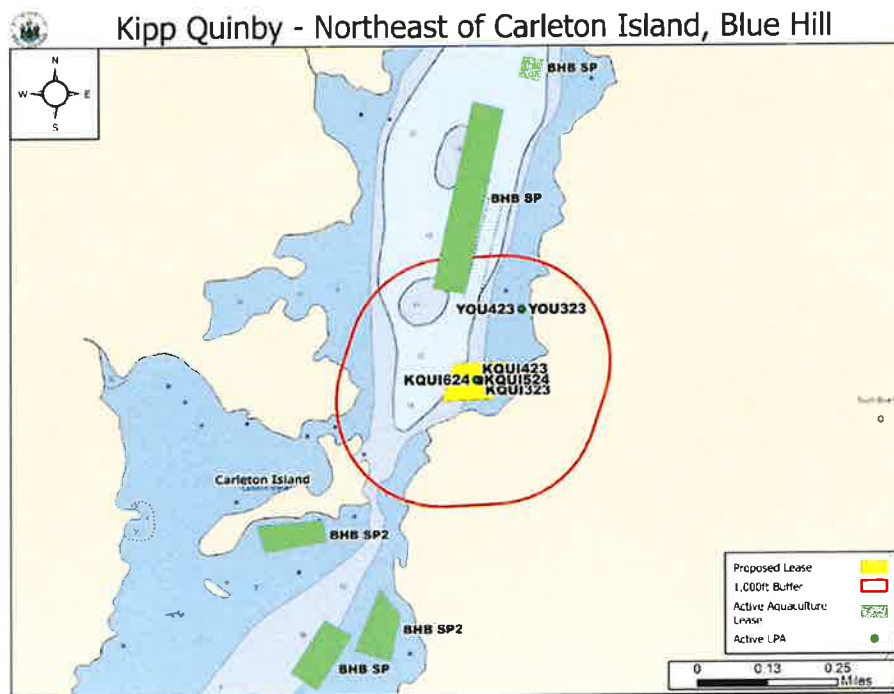 Kipp Quinby - Northeast of Carleton Island, Blue Hill
N
W E
S
BHB SP
BHB SP
YOU423 YOU323
KQUI423
KQUI624 KQUI524
KQUI323
Carleton Island
BHB SP2
BHB SP2
BHB SP
Proposed Lease
1,000ft Buffer
Active Aquaculture
Lease
Active LPA
0 0.13 0.25
Miles